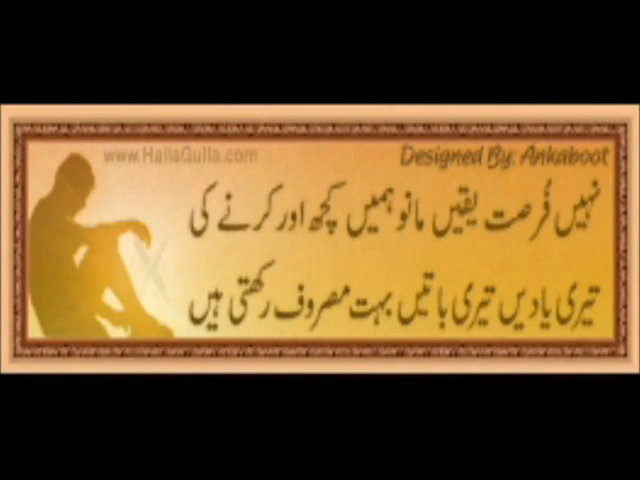 www.HallaGulla.com
Designed By: Ankaboot
نہیں فُرصت یقیں مانو ہمیں کچھ اور کرنے کی
تیری یادیں تیری باتیں بہت مصروف رکھتی ہیں